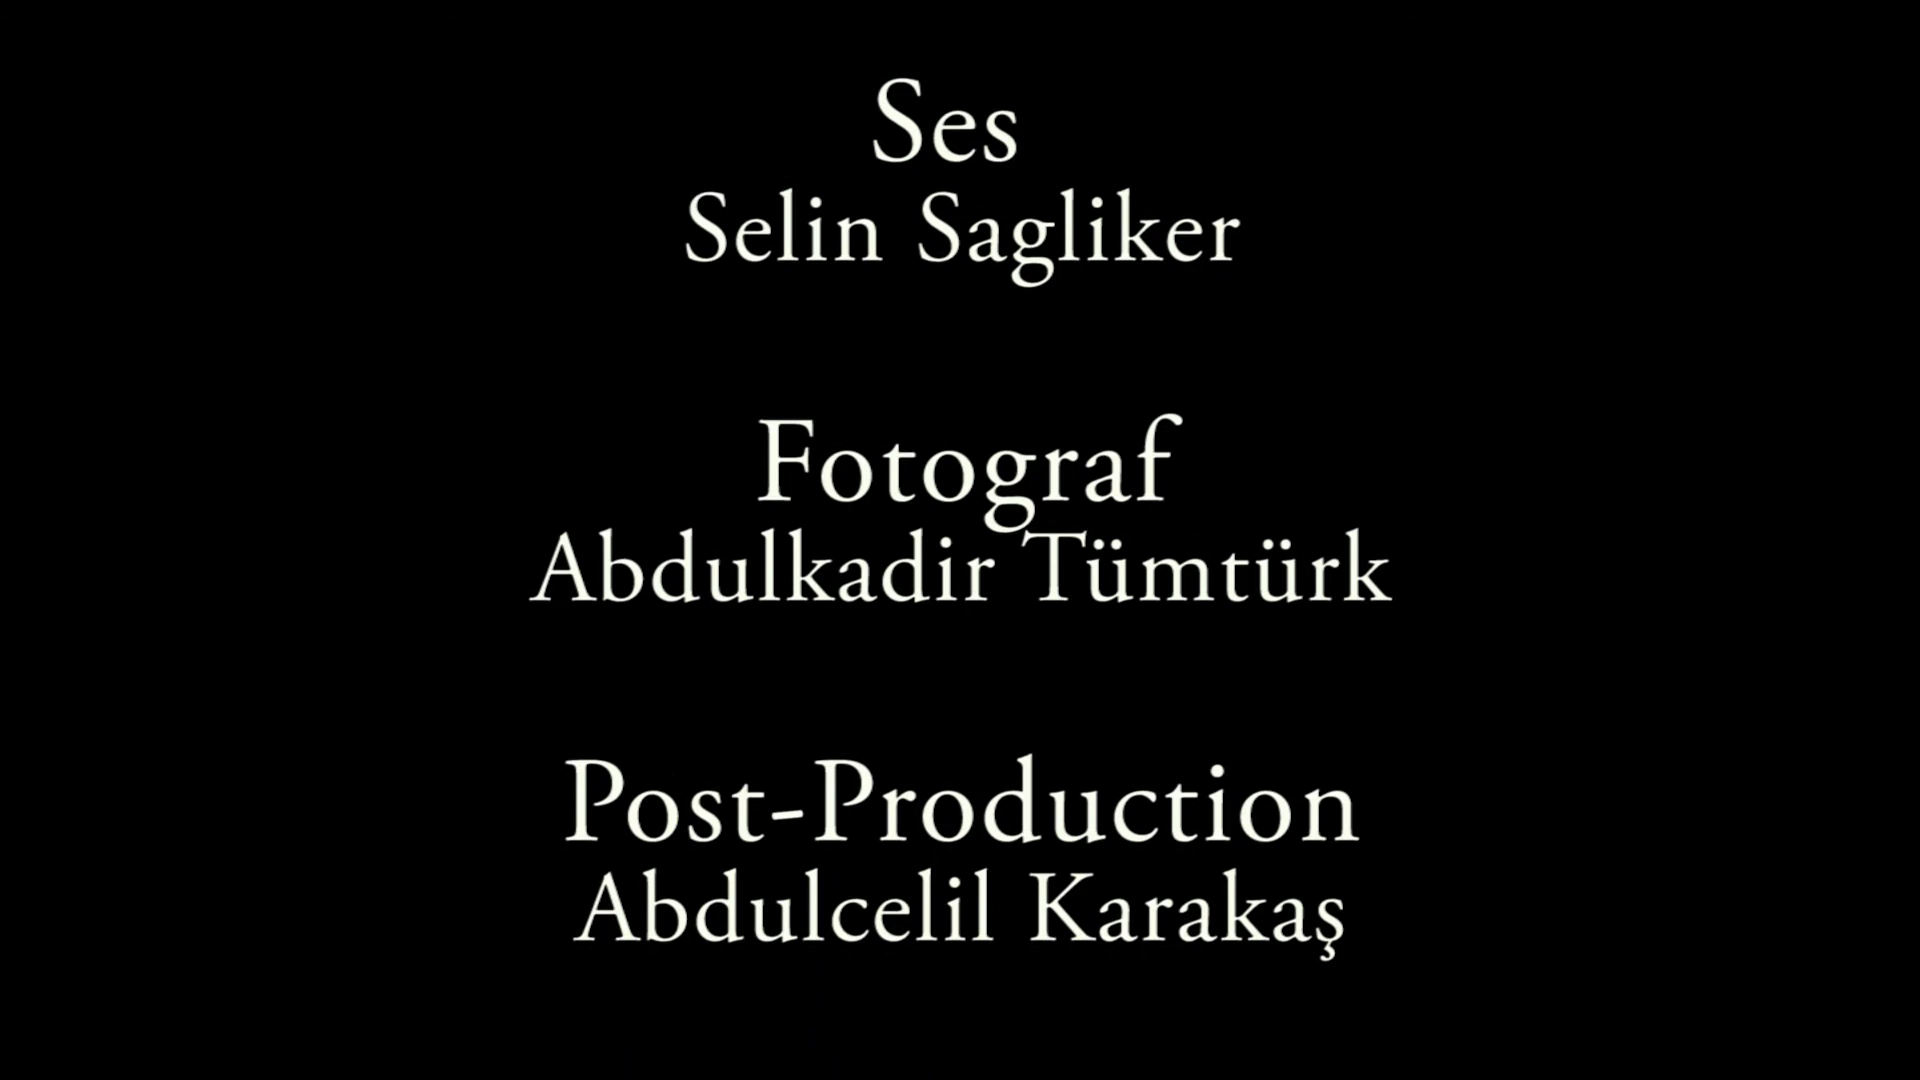 Ses
Selin Sagliker
Fotograf
Abdulkadir Tümtürk
Post-Production
Abdulcelil Karakaş